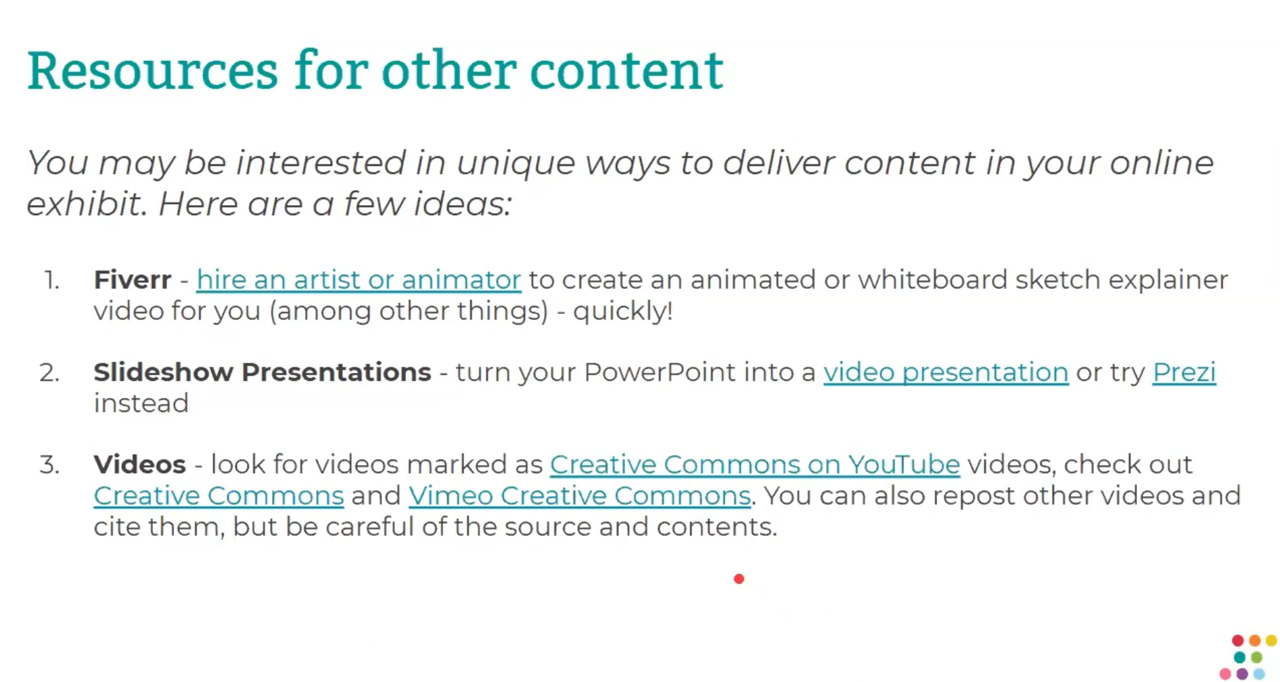 Resources for other content
You may be interested in unique ways to deliver content in your online
exhibit. Here are a few ideas:
1. Fiverr - hire an artist or animator to create an animated or whiteboard sketch explainer
video for you (among other things) - quickly!
2. Slideshow Presentations - turn your PowerPoint into a video presentation or try Prezi
instead
3. Videos - look for videos marked as Creative Commons on YouTube videos, check out
Creative Commons and Vimeo Creative Commons. You can also repost other videos and
cite them, but be careful of the source and contents.